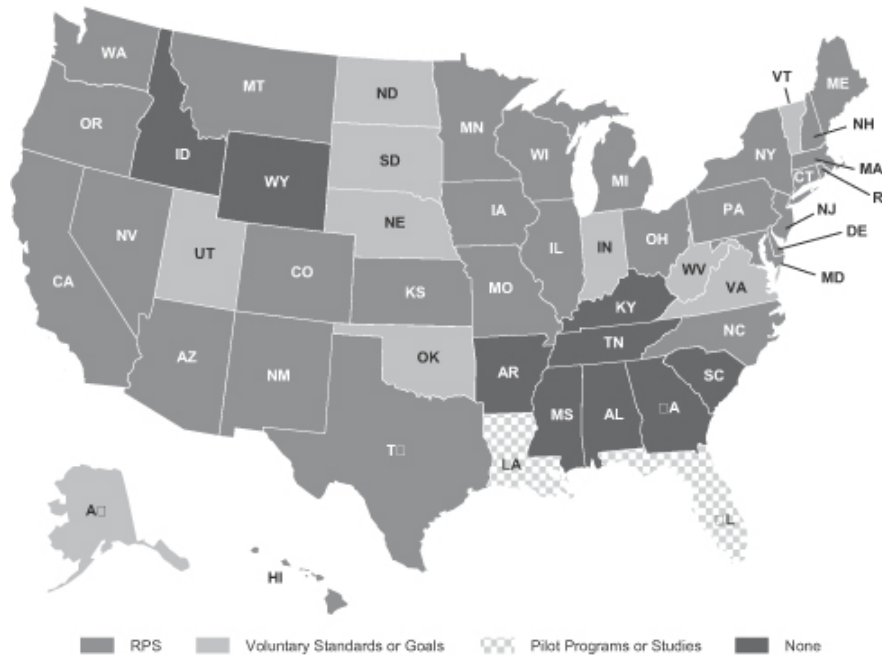 WA
MT
ND
VT
ME
OR
MN
NH
ID
SD
WI
NY
MA
WY
MI
CT
R
IA
PA
NJ
NE
NV
OH
DE
UT
IL
IN
CO
WV
MD
CA
KS
MO
VA
KY
NC
AZ
OK
TN
NM
AR
SC
MS
AL
□A
T□
LA
A□
□L
HI
RPS
Voluntary Standards or Goals
Pilot Programs or Studies
None